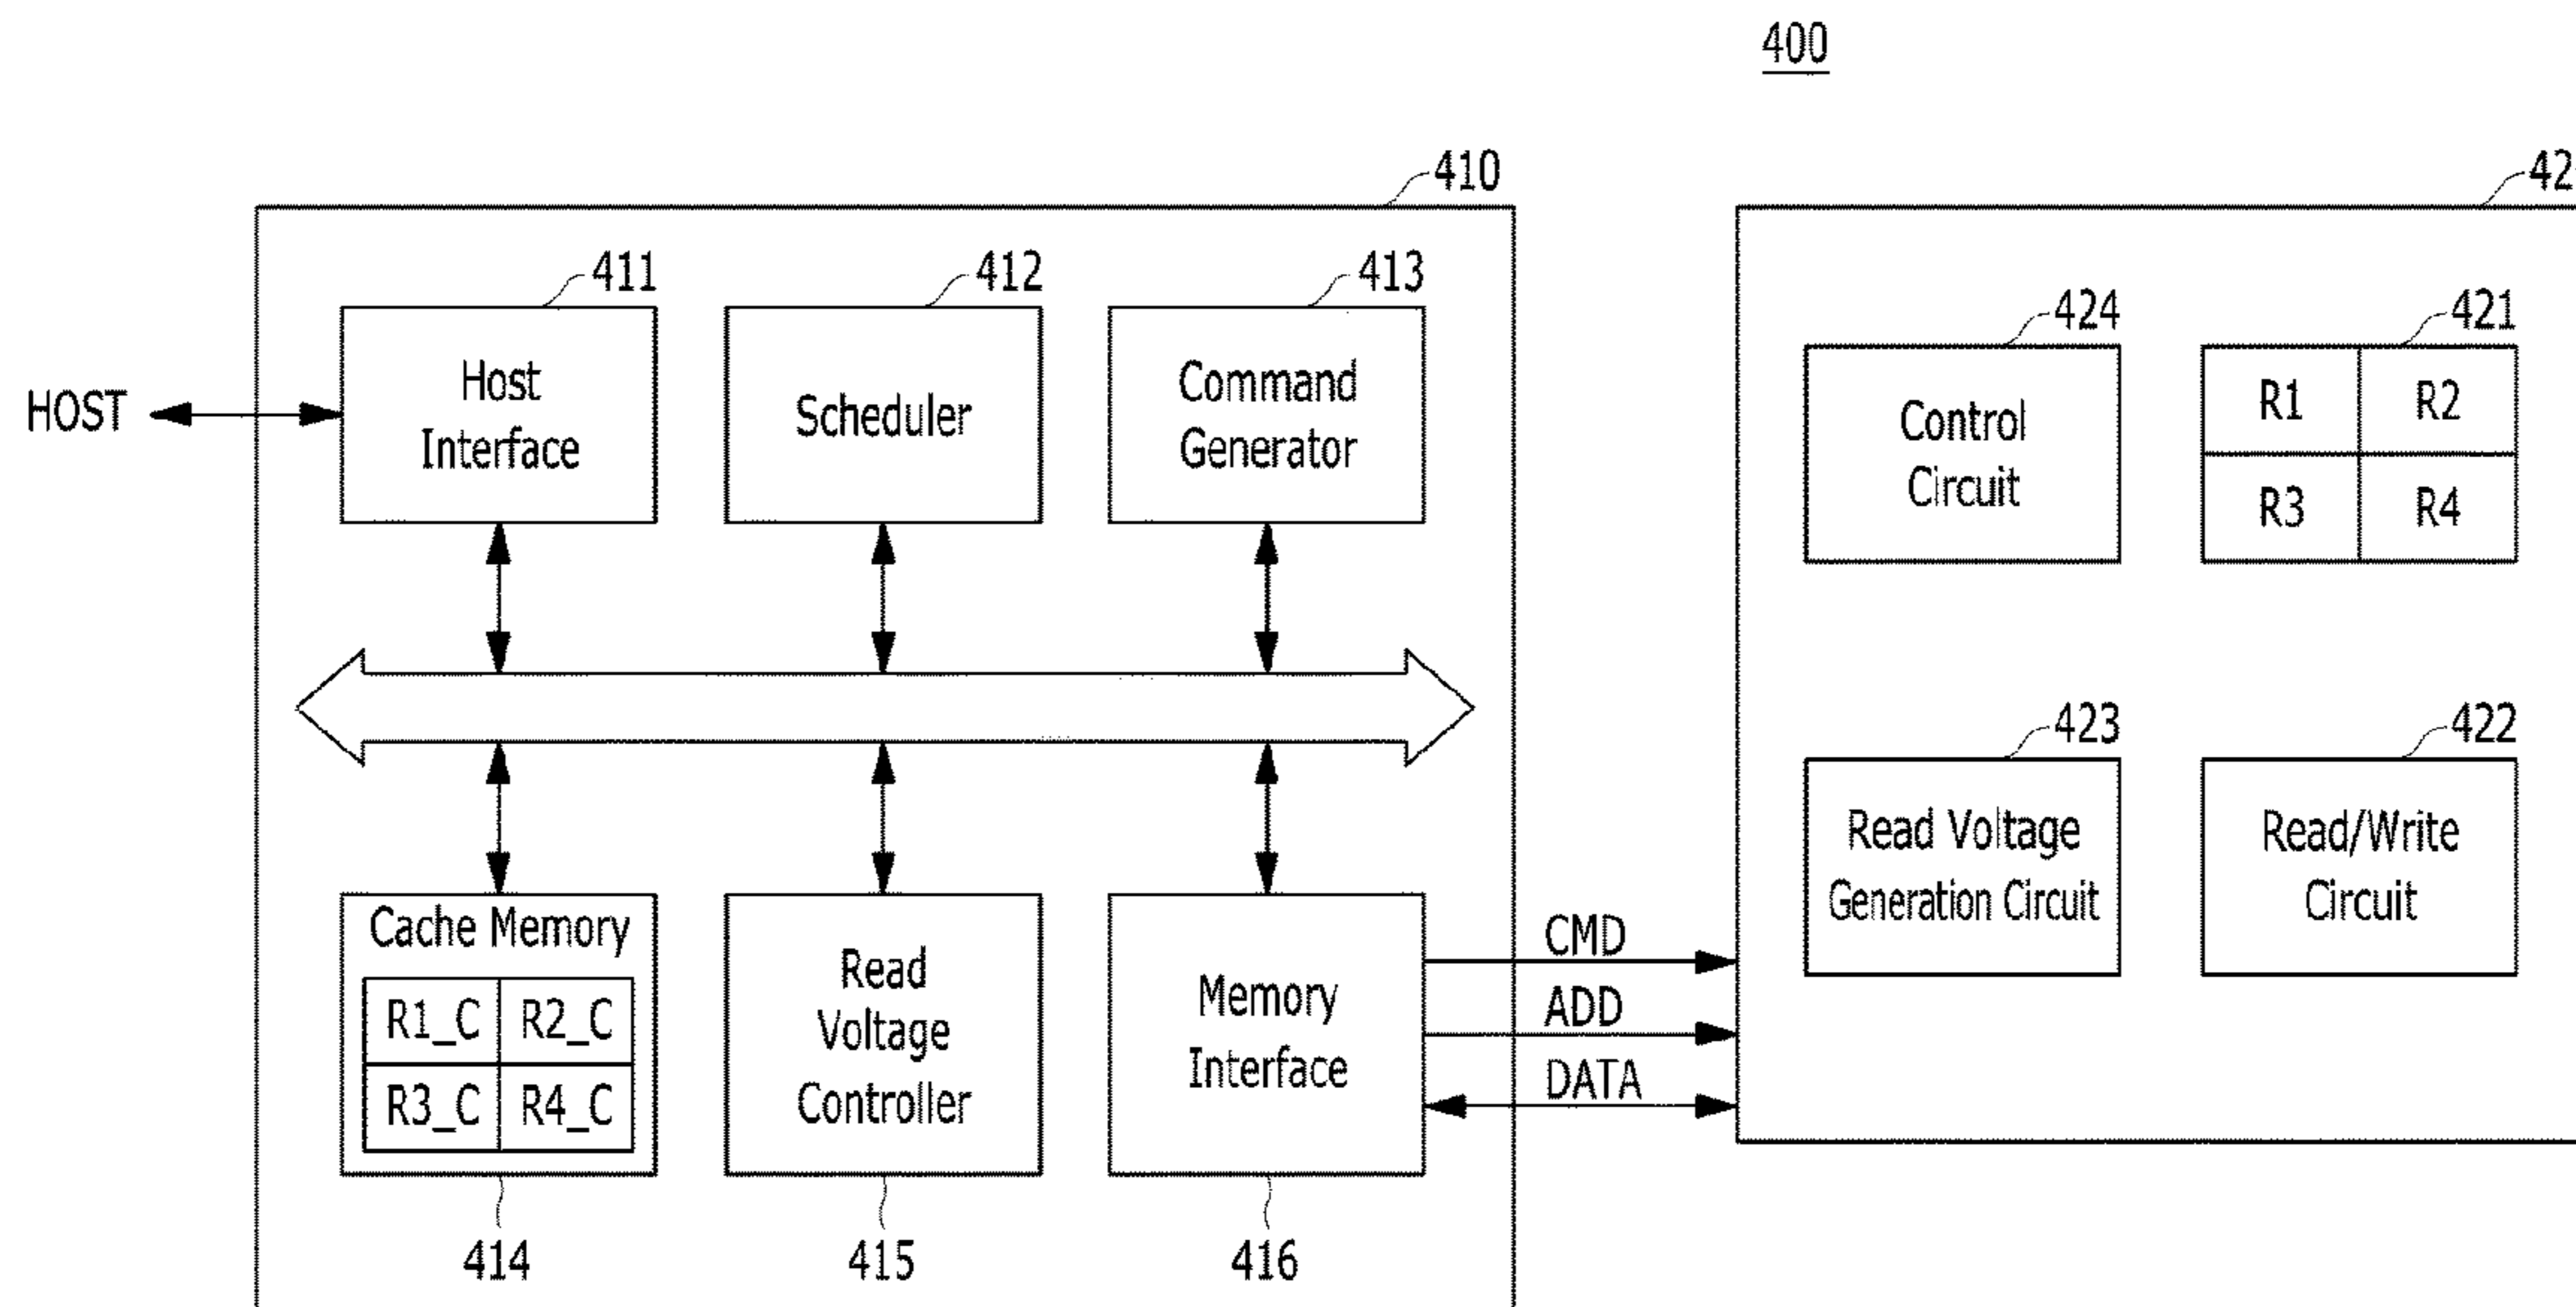 400
410
411
412
413
424
421
HOST
Host
Interface
Scheduler
Command
Generator
Control
Circuit
R1 R2
R3 R4
423
422
Cache Memory
R1_C R2_C
R3_C R4_C
Read
Voltage
Controller
Memory
Interface
CMD
ADD
DATA
Read Voltage
Generation Circuit
Read/Write
Circuit
414
415
416